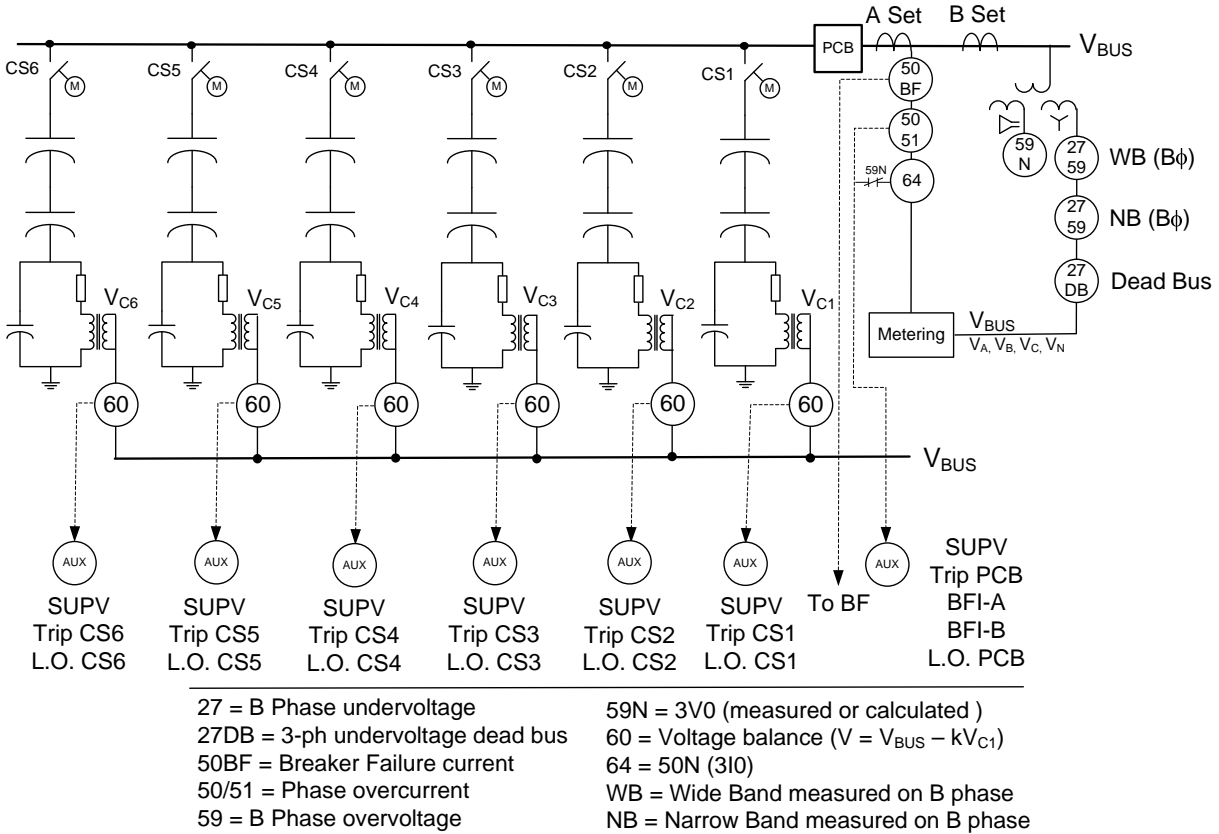 A Set
B Set
PCB
V_BUS
CS6
CS5
CS4
CS3
CS2
CS1
M
M
M
M
M
M
50
BF
50
51
59N
64
59
N
27
59
WB (Bϕ)
27
59
NB (Bϕ)
27
DB
Dead Bus
V_C6
V_C5
V_C4
V_C3
V_C2
V_C1
Metering
V_BUS
V_A, V_B, V_C, V_N
60
60
60
60
60
60
V_BUS
AUX
AUX
AUX
AUX
AUX
AUX
AUX
SUPV
Trip CS6
L.O. CS6
SUPV
Trip CS5
L.O. CS5
SUPV
Trip CS4
L.O. CS4
SUPV
Trip CS3
L.O. CS3
SUPV
Trip CS2
L.O. CS2
SUPV
Trip CS1
L.O. CS1
To BF
SUPV
Trip PCB
BFI-A
BFI-B
L.O. PCB
27 = B Phase undervoltage
27DB = 3-ph undervoltage dead bus
50BF = Breaker Failure current
50/51 = Phase overcurrent
59 = B Phase overvoltage
59N = 3V0 (measured or calculated )
60 = Voltage balance (V = V_BUS – kV_C1)
64 = 50N (3I0)
WB = Wide Band measured on B phase
NB = Narrow Band measured on B phase